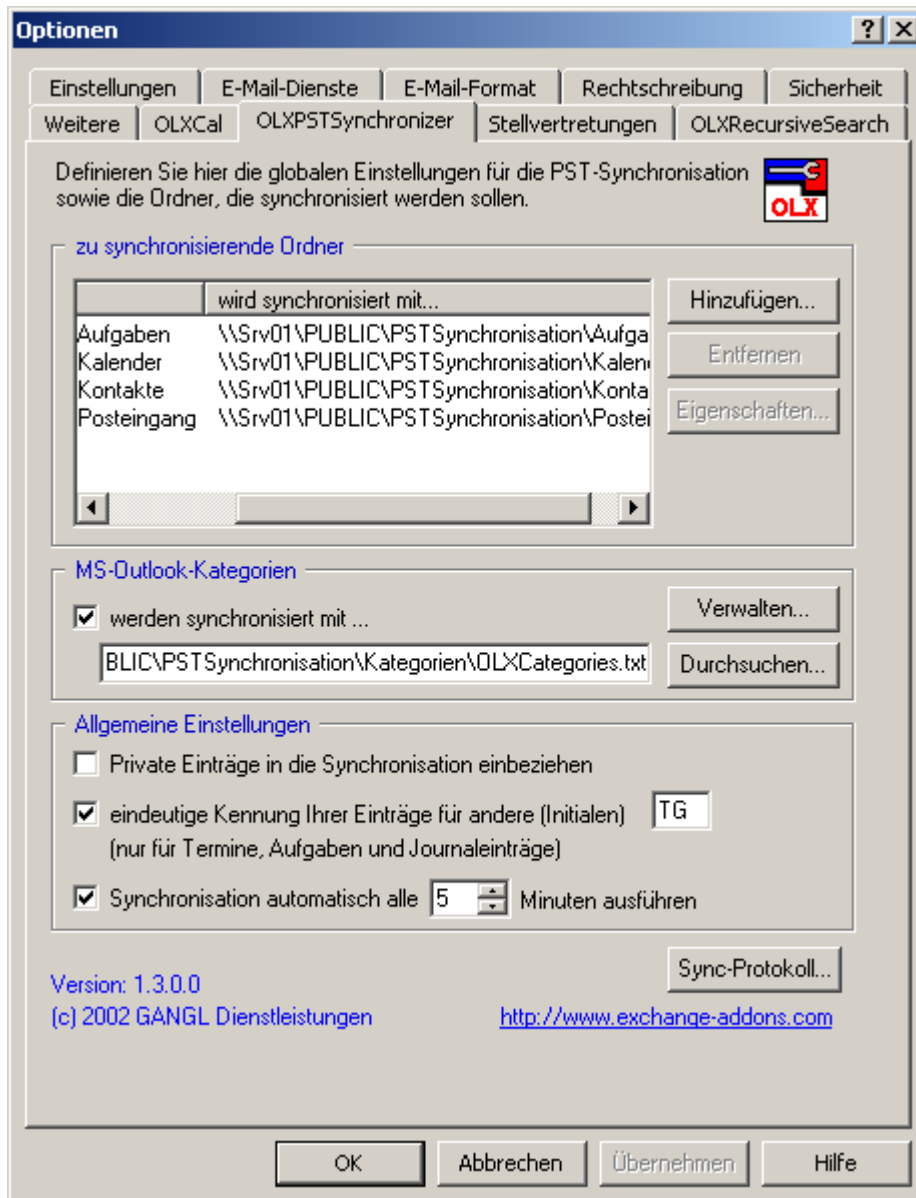 Optionen
Einstellungen E-Mail-Dienste E-Mail-Format Rechtschreibung Sicherheit
Weitere OLXCal OLXPSTSynchronizer Stellvertretungen OLXRecursiveSearch
Definieren Sie hier die globalen Einstellungen für die PST-Synchronisation
sowie die Ordner, die synchronisiert werden sollen.
OLX
zu synchronisierende Ordner
wird synchronisiert mit...
Aufgaben \\Srv01\PUBLIC\PSTSynchronisation\Aufga
Kalender \\Srv01\PUBLIC\PSTSynchronisation\Kalen
Kontakte \\Srv01\PUBLIC\PSTSynchronisation\Konta
Posteingang \\Srv01\PUBLIC\PSTSynchronisation\Postei
Hinzufügen...
Entfernen
Eigenschaften...
MS-Outlook-Kategorien
werden synchronisiert mit ...
Verwalten...
BLIC\PSTSynchronisation\Kategorien\OLXCategories.txt
Durchsuchen...
Allgemeine Einstellungen
Private Einträge in die Synchronisation einbeziehen
eindeutige Kennung Ihrer Einträge für andere (Initialen) TG
(nur für Termine, Aufgaben und Journaleinträge)
Synchronisation automatisch alle 5 Minuten ausführen
Sync-Protokoll...
Version: 1.3.0.0
(c) 2002 GANGL Dienstleistungen http://www.exchange-addons.com
OK Abbrechen Übernehmen Hilfe